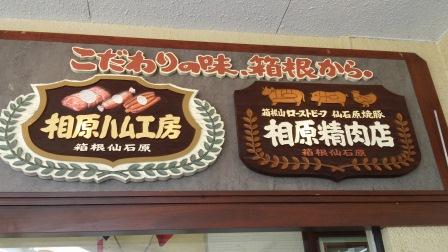 こだわりの味、箱根から。
相原ハム工房
箱根仙石原
箱根山ローストビーフ 仙石原焼豚
相原精肉店
箱根仙石原